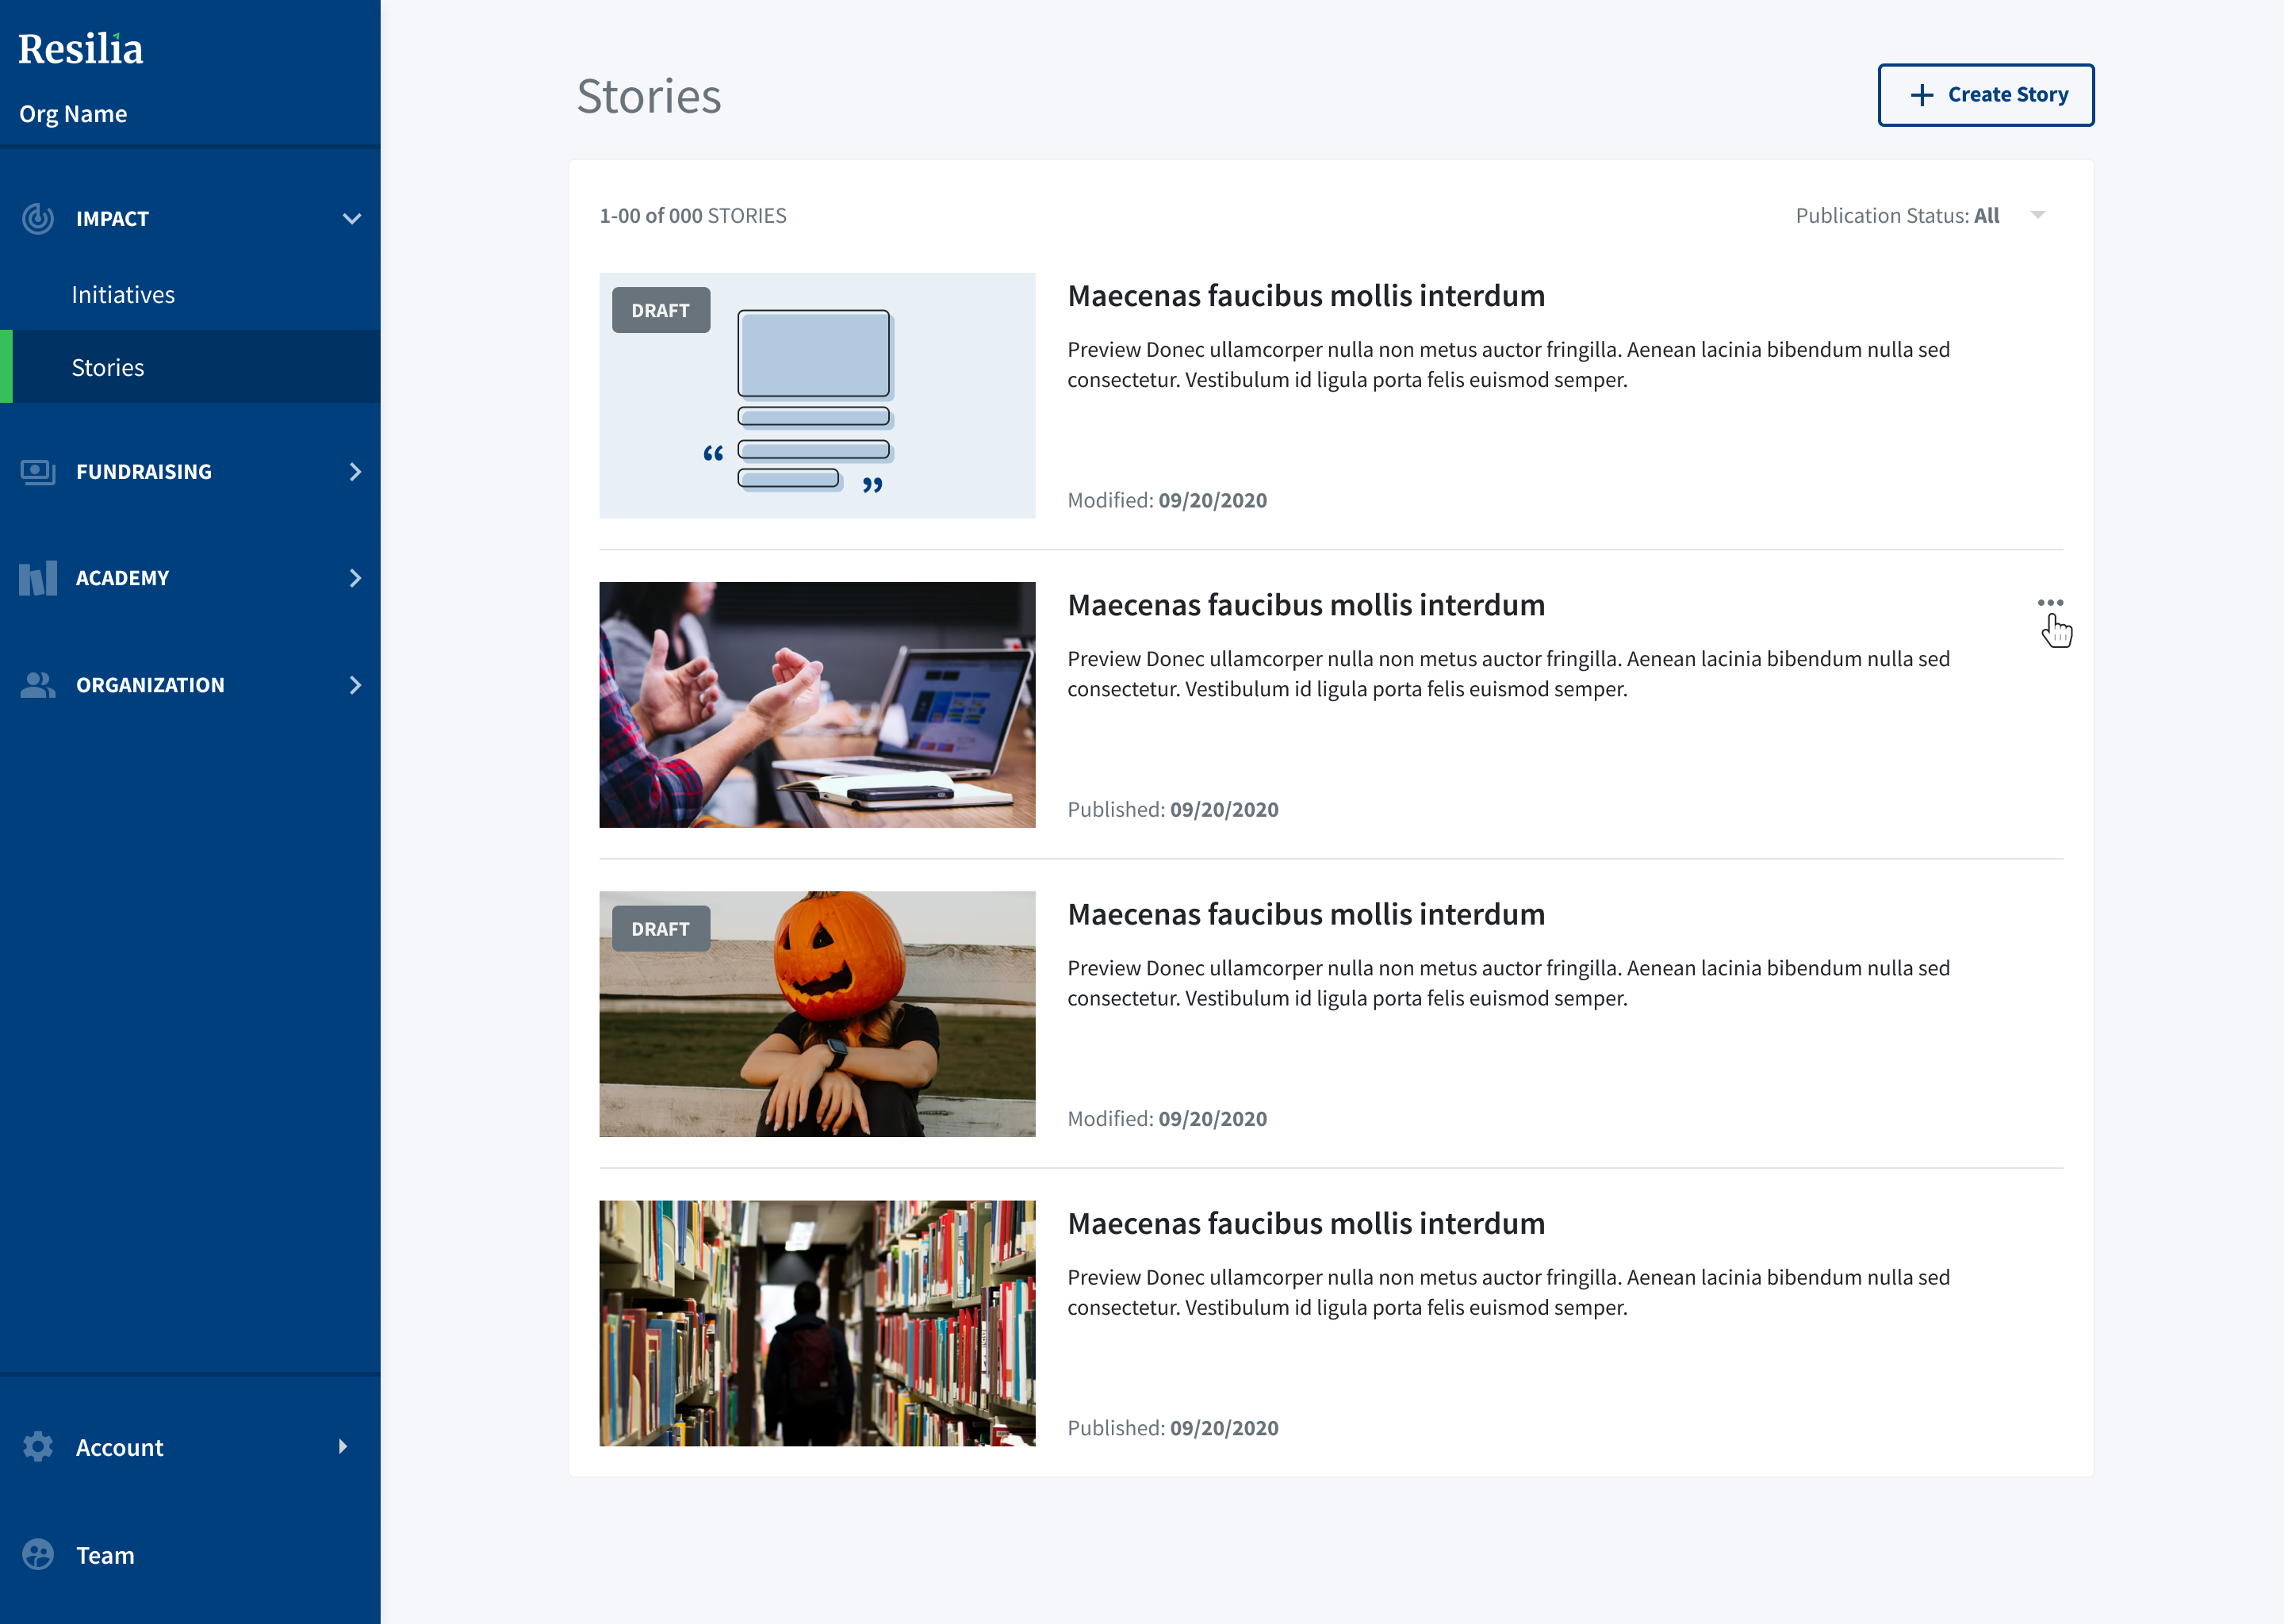 Resilia
Org Name
IMPACT
Initiatives
Stories
FUNDRAISING
ACADEMY
ORGANIZATION
Account
Team
Stories
Create Story
1-00 of 000 STORIES
Publication Status: All
DRAFT
Maecenas faucibus mollis interdum
Preview Donec ullamcorper nulla non metus auctor fringilla. Aenean lacinia bibendum nulla sed
consectetur. Vestibulum id ligula porta felis euismod semper.
“
”
Modified: 09/20/2020
Maecenas faucibus mollis interdum
Preview Donec ullamcorper nulla non metus auctor fringilla. Aenean lacinia bibendum nulla sed
consectetur. Vestibulum id ligula porta felis euismod semper.
Published: 09/20/2020
DRAFT
Maecenas faucibus mollis interdum
Preview Donec ullamcorper nulla non metus auctor fringilla. Aenean lacinia bibendum nulla sed
consectetur. Vestibulum id ligula porta felis euismod semper.
Modified: 09/20/2020
Maecenas faucibus mollis interdum
Preview Donec ullamcorper nulla non metus auctor fringilla. Aenean lacinia bibendum nulla sed
consectetur. Vestibulum id ligula porta felis euismod semper.
Published: 09/20/2020